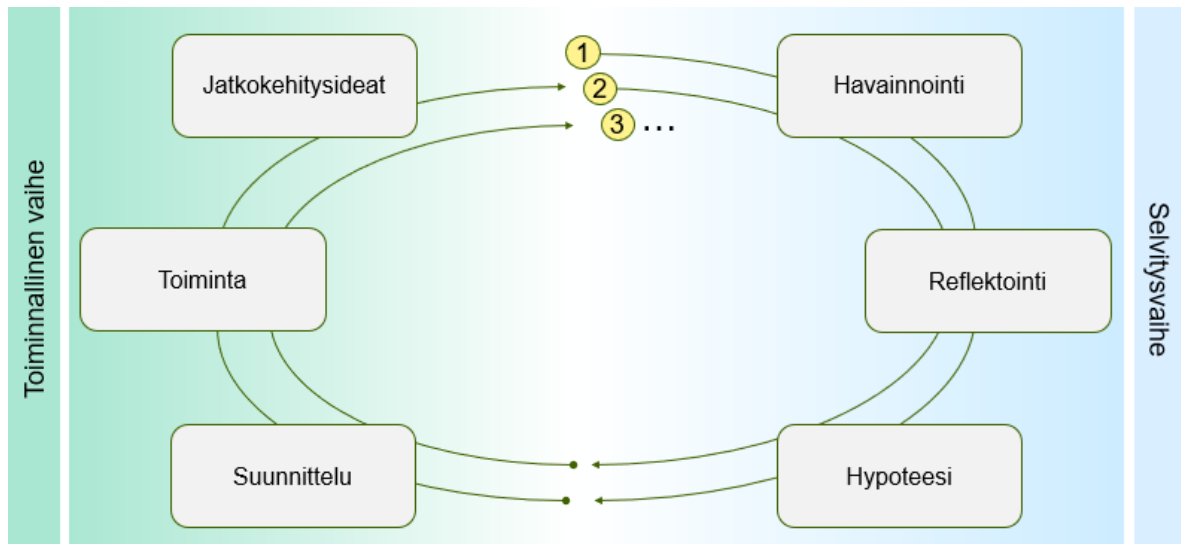 Toiminnallinen vaihe
Jatkokehitysideat
1
2
3 ...
Havainnointi
Toiminta
Reflektointi
Suunnittelu
Hypoteesi
Selvitysvaihe